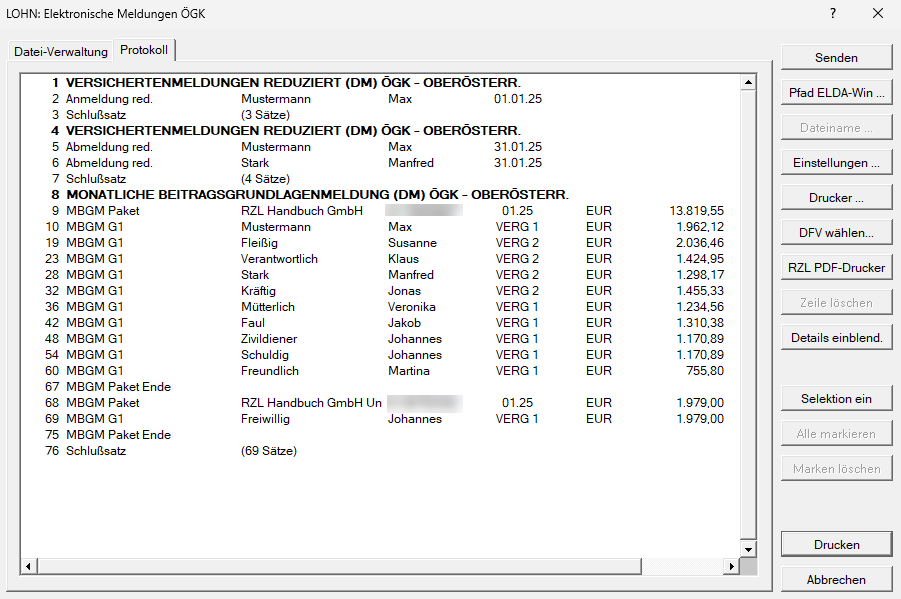 LOHN: Elektronische Meldungen ÖGK
?
Datei-Verwaltung Protokoll
1 VERSICHERTENMELDUNGEN REDUZIERT (DM) ÖGK - OBERÖSTERR.
2 Anmeldung red. Mustermann Max 01.01.25
3 Schlußsatz (3 Sätze)
4 VERSICHERTENMELDUNGEN REDUZIERT (DM) ÖGK - OBERÖSTERR.
5 Abmeldung red. Mustermann Max 31.01.25
6 Abmeldung red. Stark Manfred 31.01.25
7 Schlußsatz (4 Sätze)
8 MONATLICHE BEITRAGSGRUNDLAGENMELDUNG (DM) ÖGK - OBERÖSTERR.
9 MBGM Paket RZL Handbuch GmbH 01.25 EUR 13.819,55
10 MBGM G1 Mustermann Max VERG 1 EUR 1.962,12
19 MBGM G1 Fleißig Susanne VERG 2 EUR 2.036,46
23 MBGM G1 Verantwortlich Klaus VERG 2 EUR 1.424,95
28 MBGM G1 Stark Manfred VERG 2 EUR 1.298,17
32 MBGM G1 Kräftig Jonas VERG 2 EUR 1.455,33
36 MBGM G1 Mütterlich Veronika VERG 1 EUR 1.234,56
42 MBGM G1 Faul Jakob VERG 1 EUR 1.310,38
48 MBGM G1 Zivildiener Johannes VERG 1 EUR 1.170,89
54 MBGM G1 Schuldig Johannes VERG 1 EUR 1.170,89
60 MBGM G1 Freundlich Martina VERG 1 EUR 755,80
67 MBGM Paket Ende
68 MBGM Paket RZL Handbuch GmbH Un 01.25 EUR 1.979,00
69 MBGM G1 Freiwillig Johannes VERG 1 EUR 1.979,00
75 MBGM Paket Ende
76 Schlußsatz (69 Sätze)
Senden
Pfad ELDA-Win ...
Dateiname ...
Einstellungen ...
Drucker ...
DFV wählen...
RZL PDF-Drucker
Zeile löschen
Details einblend.
Selektion ein
Alle markieren
Marken löschen
Drucken
Abbrechen